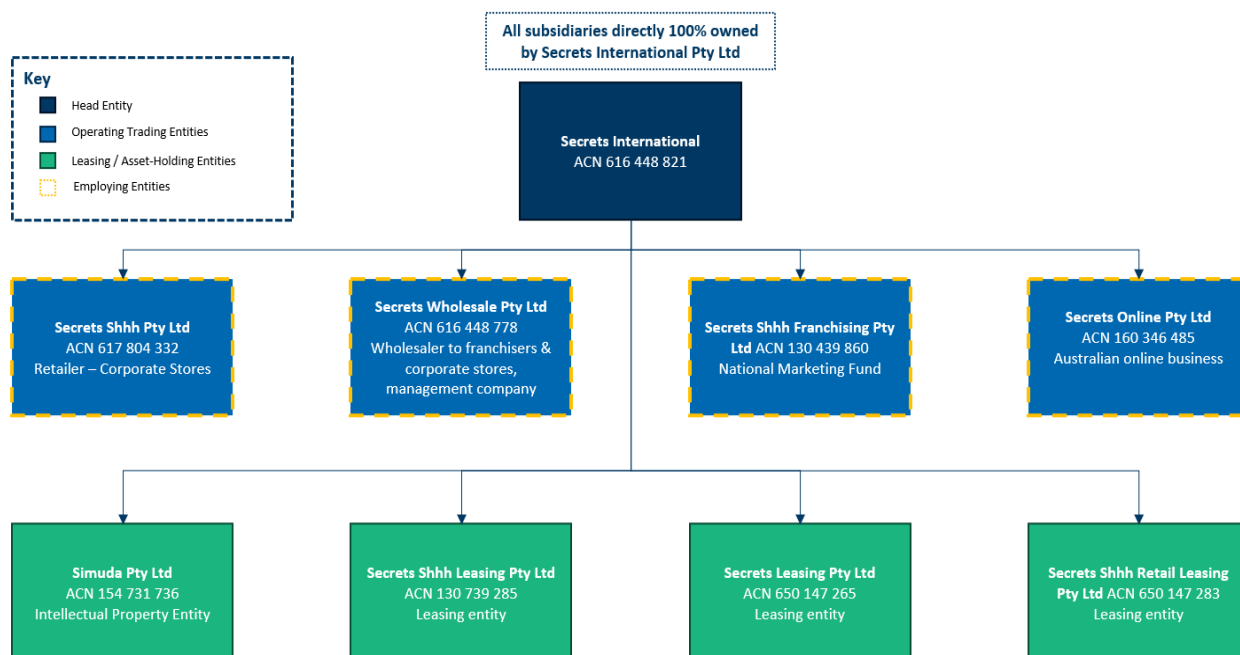 All subsidiaries directly 100% owned
by Secrets International Pty Ltd
Key
Head Entity
Operating Trading Entities
Leasing / Asset-Holding Entities
Employing Entities
Secrets International
ACN 616 448 821
Secrets Shhh Pty Ltd
ACN 617 804 332
Retailer – Corporate Stores
Secrets Wholesale Pty Ltd
ACN 616 448 778
Wholesaler to franchisers &
corporate stores,
management company
Secrets Shhh Franchising Pty
Ltd ACN 130 439 860
National Marketing Fund
Secrets Online Pty Ltd
ACN 160 346 485
Australian online business
Simuda Pty Ltd
ACN 154 731 736
Intellectual Property Entity
Secrets Shhh Leasing Pty Ltd
ACN 130 739 285
Leasing entity
Secrets Leasing Pty Ltd
ACN 650 147 265
Leasing entity
Secrets Shhh Retail Leasing
Pty Ltd ACN 650 147 283
Leasing entity